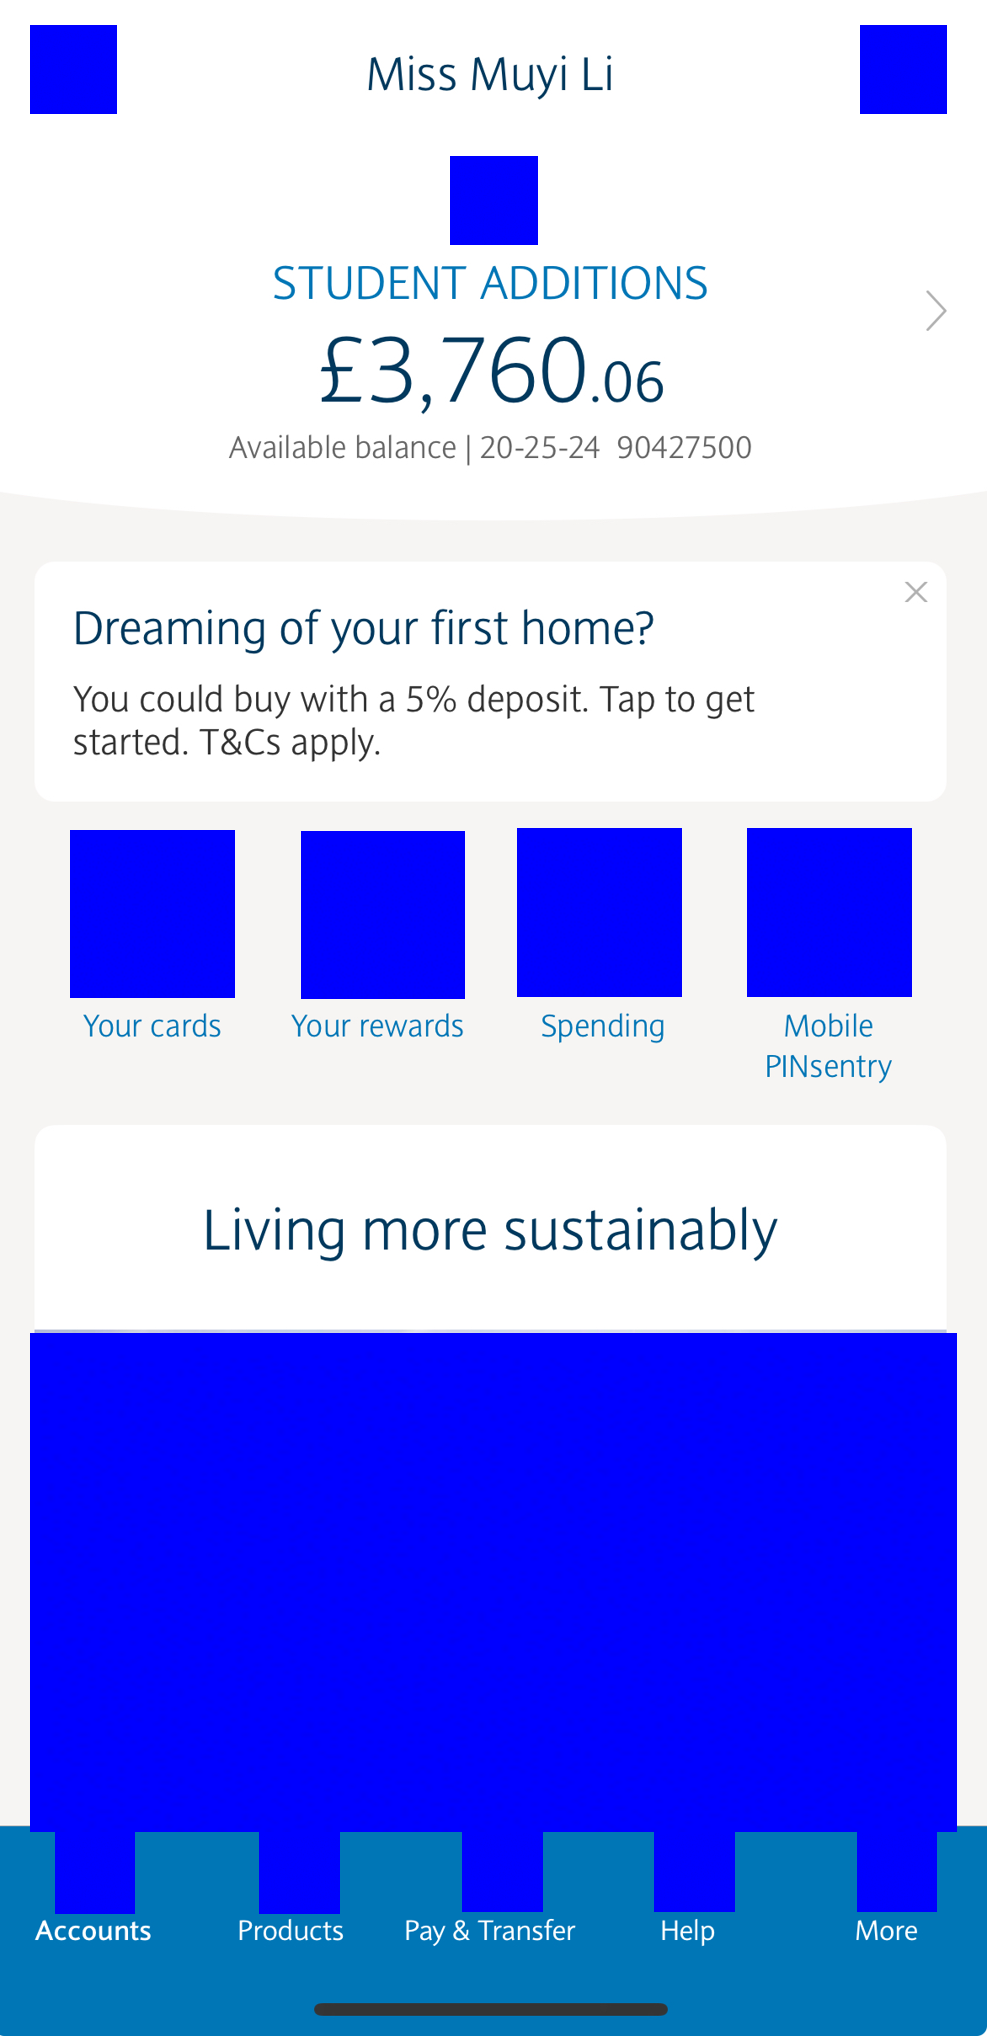 Miss Muyi Li
STUDENT ADDITIONS
£3,760.06
Available balance | 20-25-24 90427500
Dreaming of your first home?
You could buy with a 5% deposit. Tap to get
started. T&Cs apply.
Your cards
Your rewards
Spending
Mobile
PINsentry
Living more sustainably
Accounts
Products
Pay & Transfer
Help
More